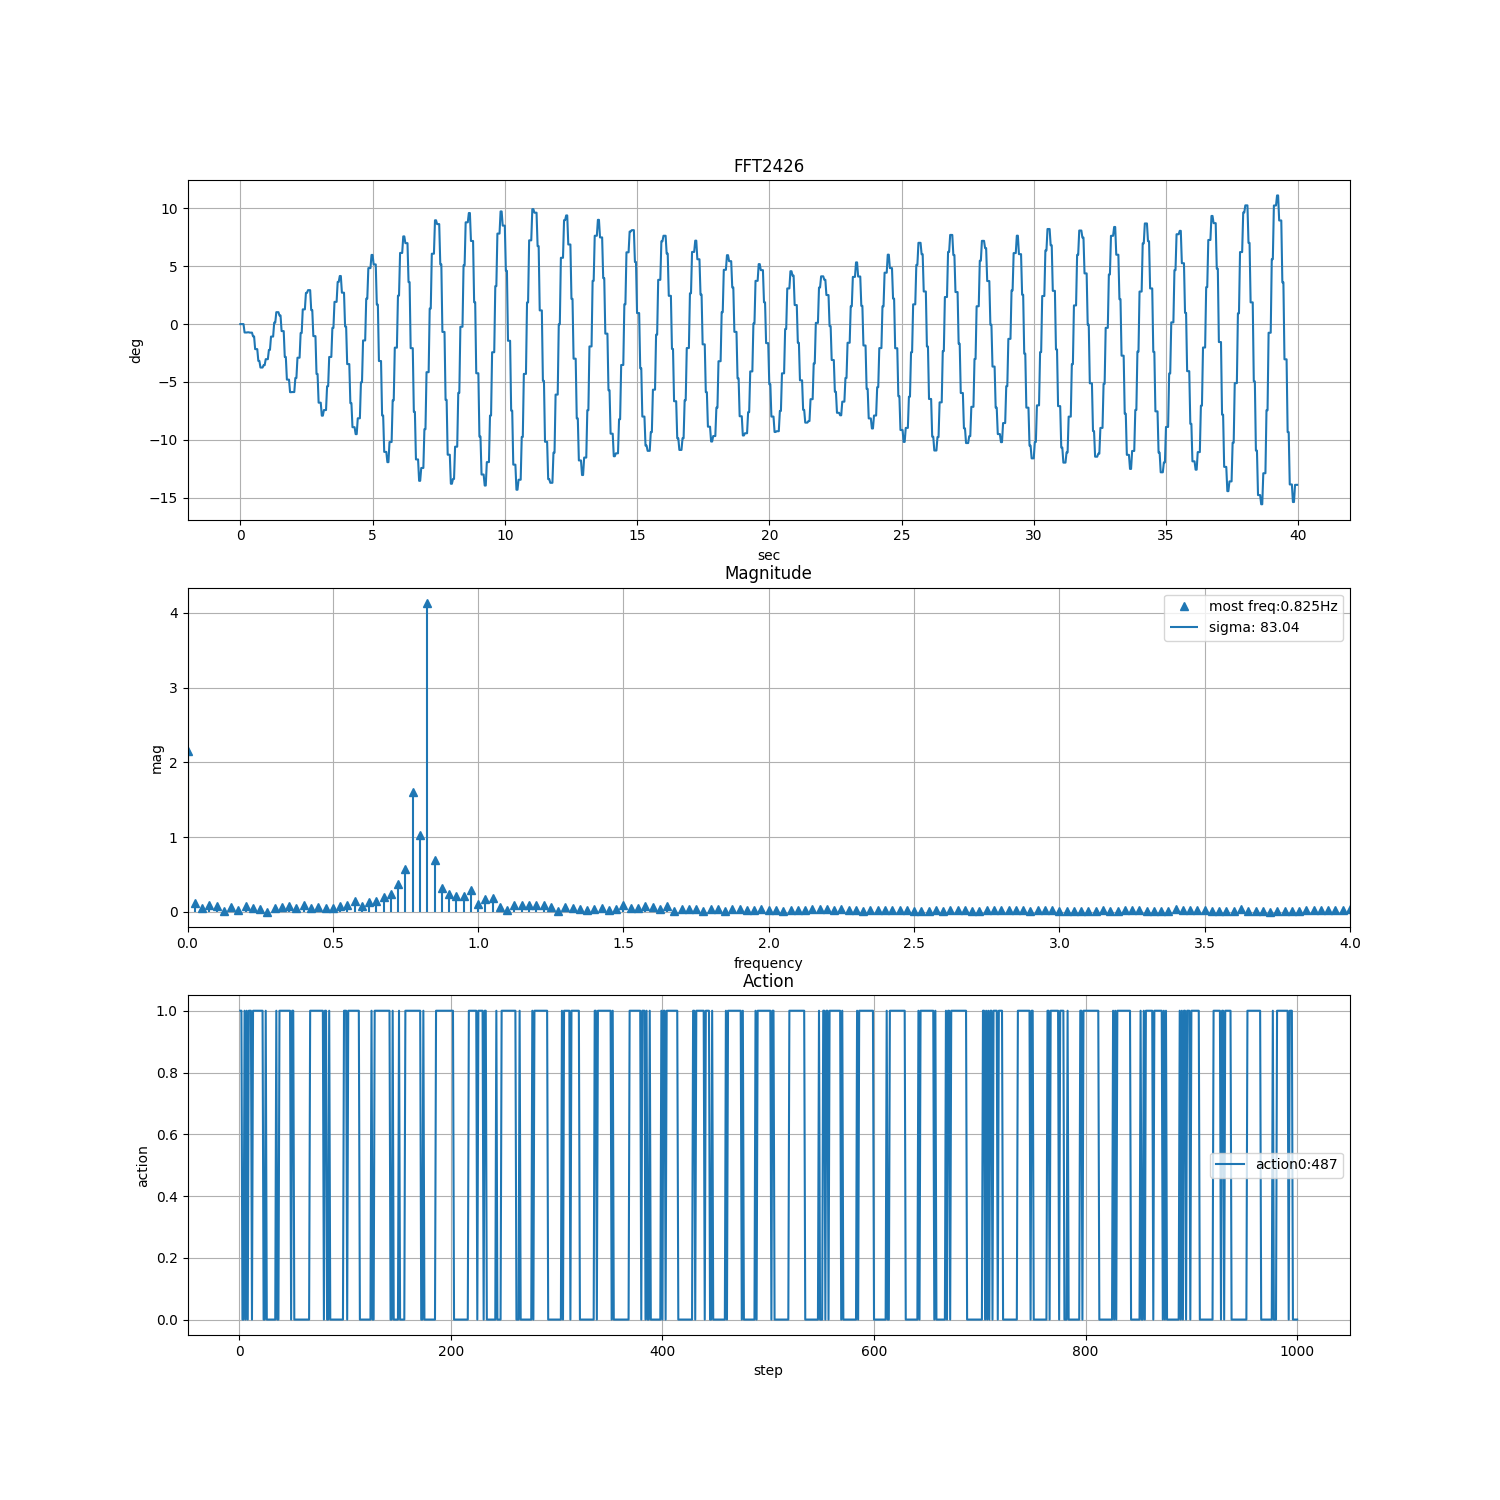 FFT2426
10
5
0
−5
−10
−15
deg
0 5 10 15 20 25 30 35 40
sec
Magnitude
4
3
2
1
0
mag
most freq:0.825Hz
sigma: 83.04
0.0 0.5 1.0 1.5 2.0 2.5 3.0 3.5 4.0
frequency
Action
1.0
0.8
0.6
0.4
0.2
0.0
action
action0:487
0 200 400 600 800 1000
step